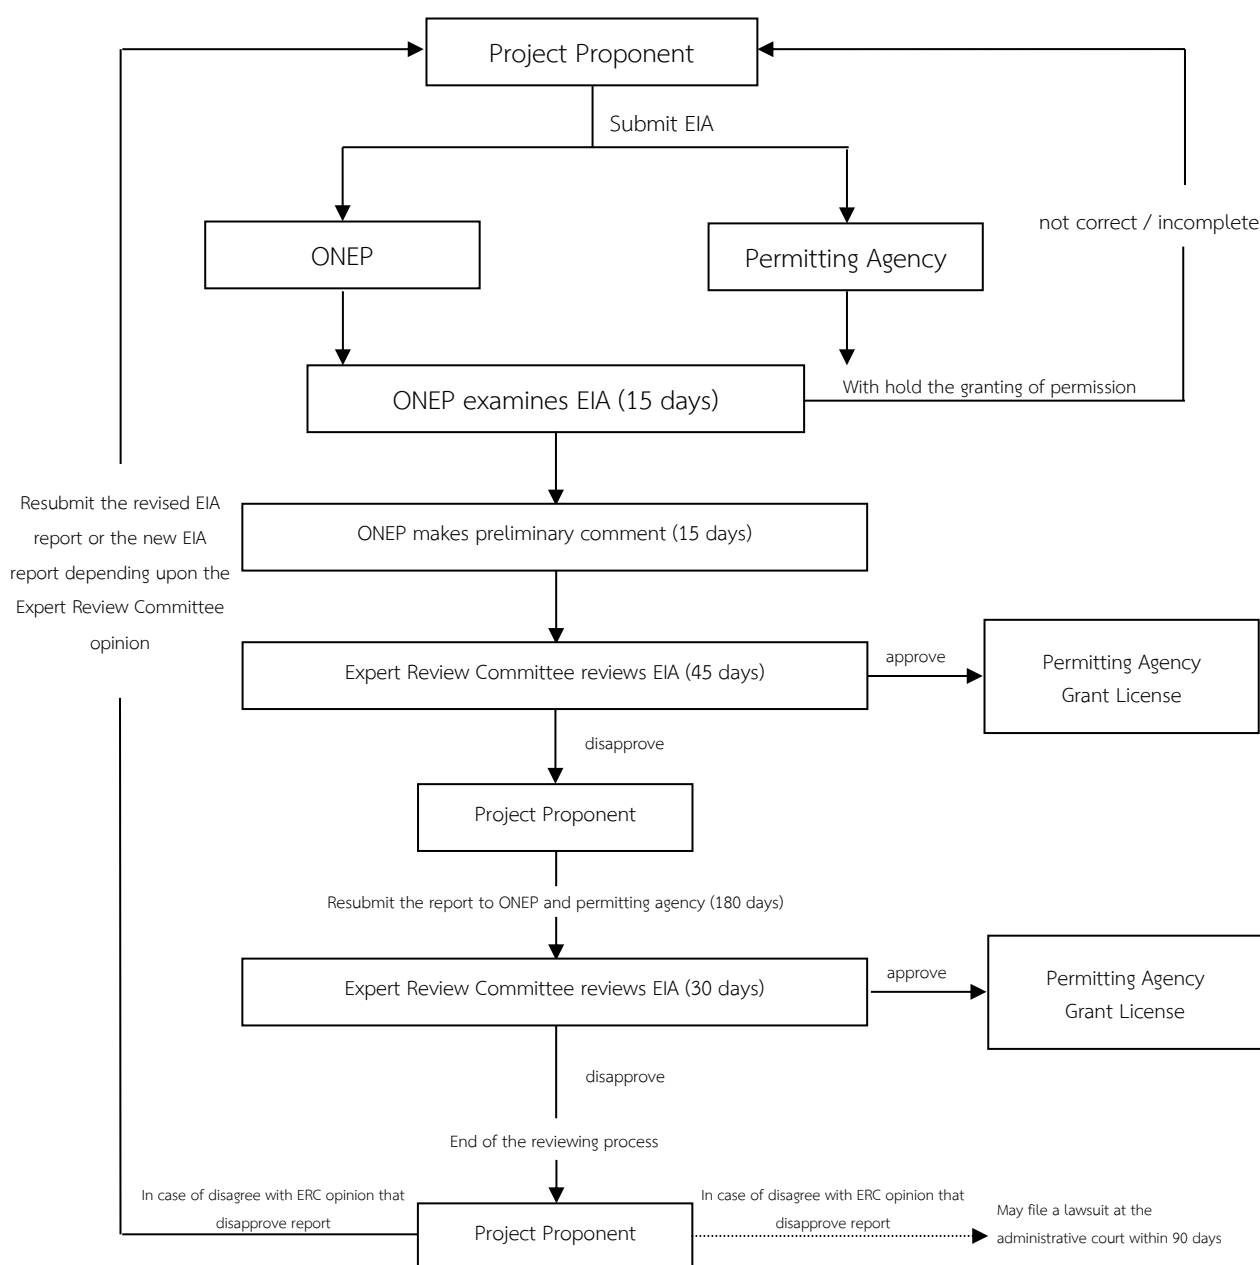 Project Proponent
Submit EIA
not correct / incomplete
ONEP
Permitting Agency
With hold the granting of permission
ONEP examines EIA (15 days)
Resubmit the revised EIA
report or the new EIA
report depending upon the
Expert Review Committee
opinion
ONEP makes preliminary comment (15 days)
Expert Review Committee reviews EIA (45 days)
approve
Permitting Agency
Grant License
disapprove
Project Proponent
Resubmit the report to ONEP and permitting agency (180 days)
Expert Review Committee reviews EIA (30 days)
approve
Permitting Agency
Grant License
disapprove
End of the reviewing process
In case of disagree with ERC opinion that
disapprove report
Project Proponent
In case of disagree with ERC opinion that
disapprove report
May file a lawsuit at the
administrative court within 90 days